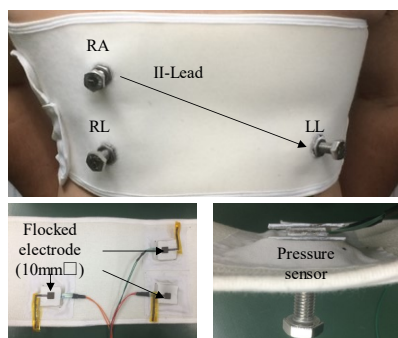 RA
II-Lead
RL
LL
Flocked
electrode
(10mm□)
Pressure
sensor